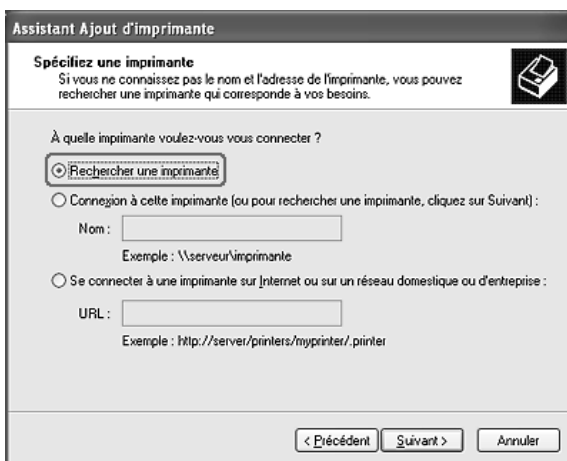 Assistant Ajout d'imprimante
Spécifiez une imprimante
Si vous ne connaissez pas le nom et l'adresse de l'imprimante, vous pouvez
rechercher une imprimante qui corresponde à vos besoins.
À quelle imprimante voulez-vous vous connecter ?
Rechercher une imprimante
Connexion à cette imprimante (ou pour rechercher une imprimante, cliquez sur Suivant) :
Nom :
Exemple : \\serveur\imprimante
Se connecter à une imprimante sur Internet ou sur un réseau domestique ou d'entreprise :
URL :
Exemple : http://server/printers/myprinter/.printer
< Précédent Suivant > Annuler